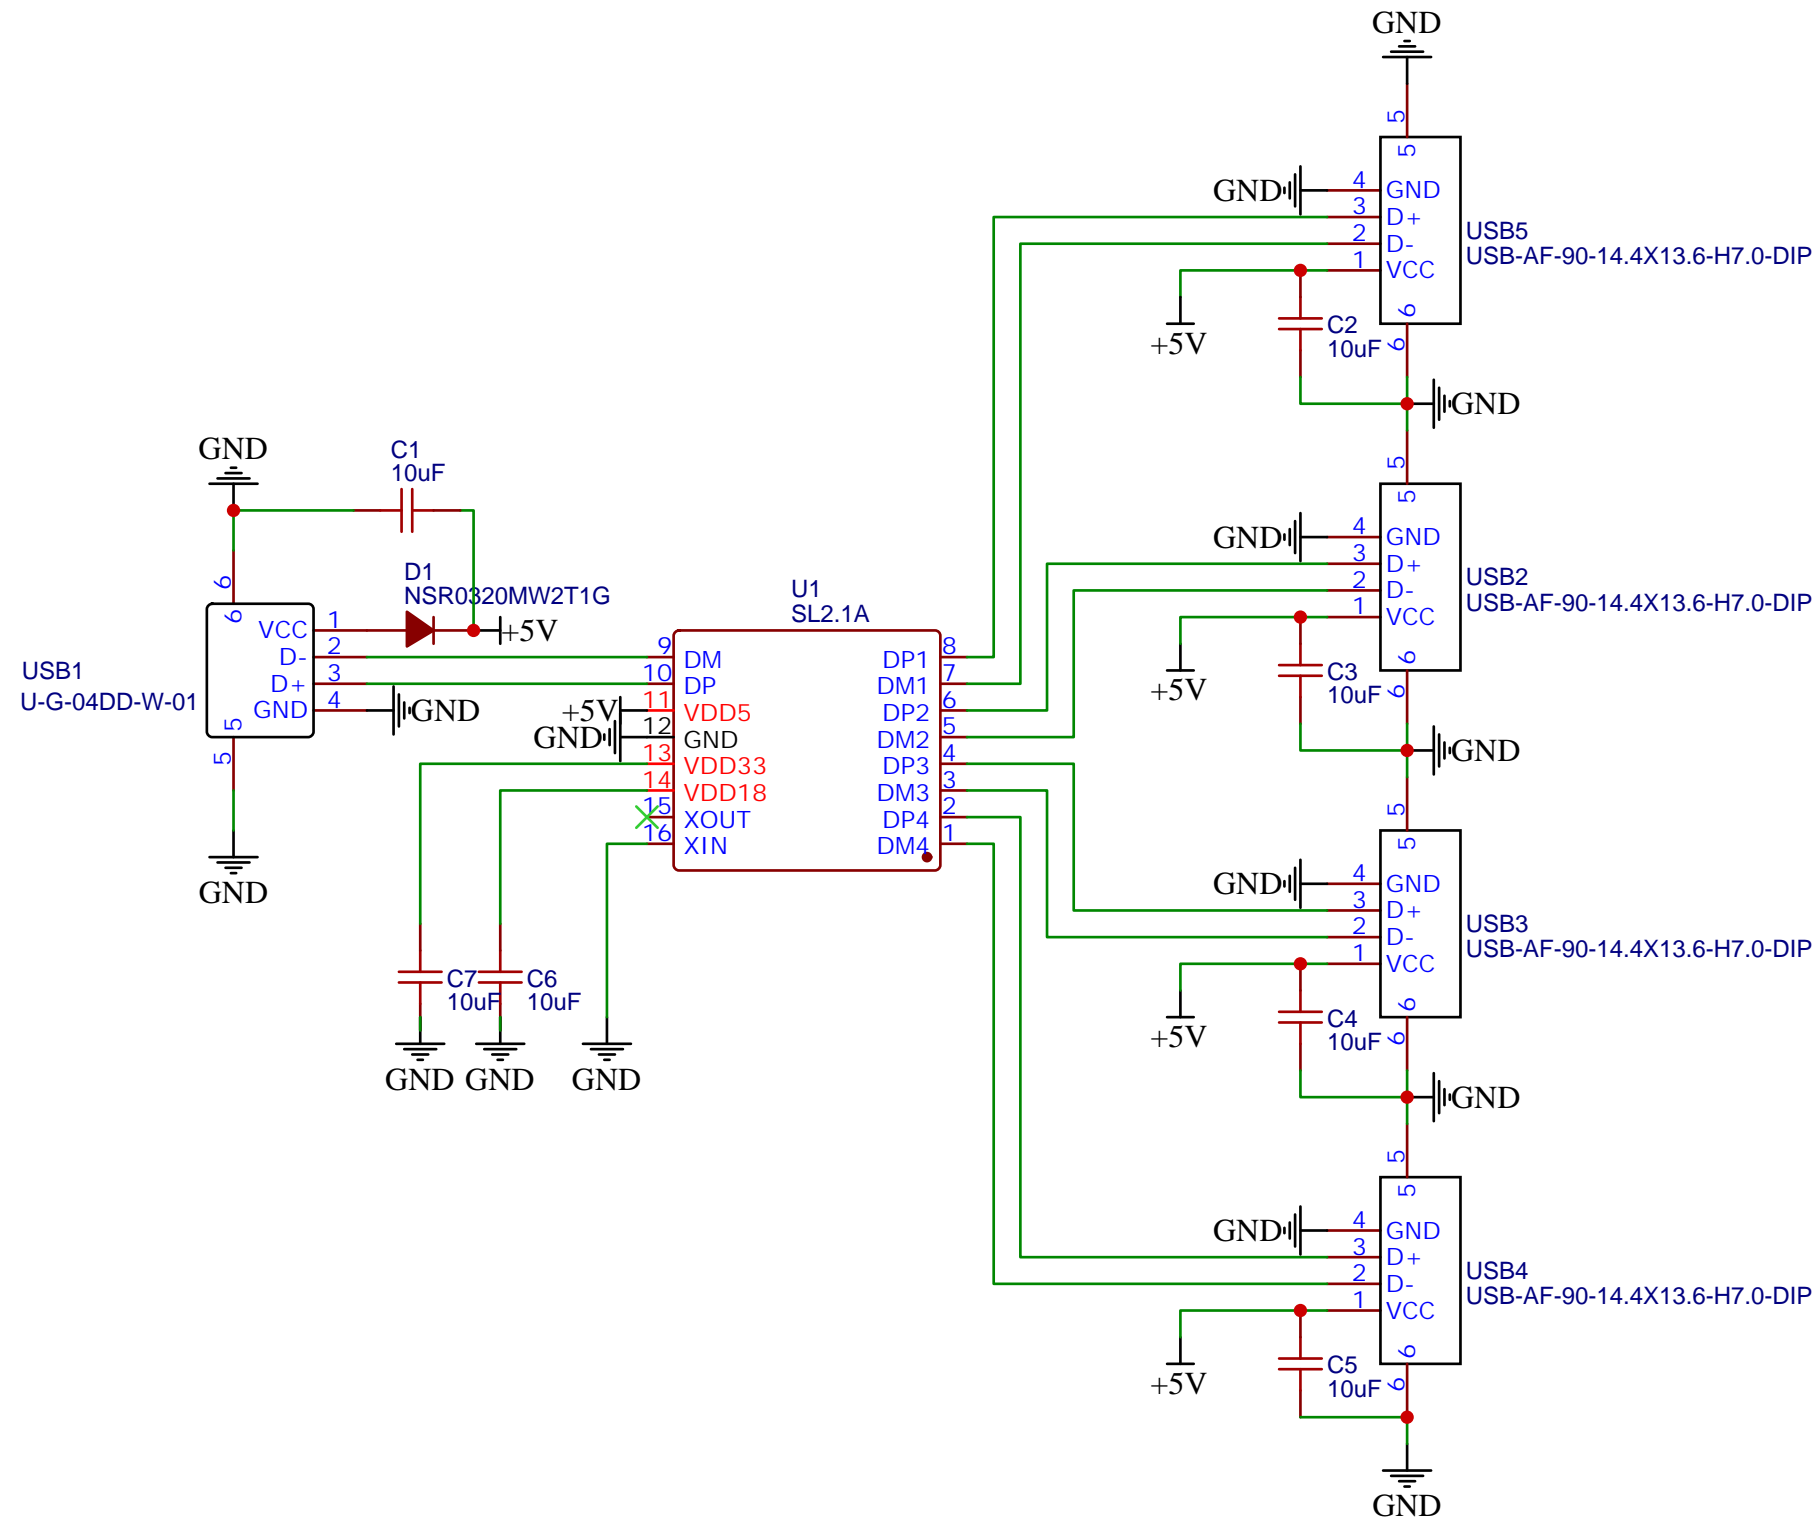 GND
5
5
4 GND
GND
3 D+
2 D-
1 VCC
USB5
USB-AF-90-14.4X13.6-H7.0-DIP
6
6
C2
10uF
+5V
GND
5
5
4 GND
GND
3 D+
2 D-
1 VCC
USB2
USB-AF-90-14.4X13.6-H7.0-DIP
6
6
C3
10uF
+5V
GND
5
5
4 GND
GND
3 D+
2 D-
1 VCC
USB3
USB-AF-90-14.4X13.6-H7.0-DIP
6
6
C4
10uF
+5V
GND
5
5
4 GND
GND
3 D+
2 D-
1 VCC
USB4
USB-AF-90-14.4X13.6-H7.0-DIP
6
6
C5
10uF
+5V
GND
GND
C1
10uF
D1
NSR0320MW2T1G
+5V
6
6
VCC 1
D- 2
D+ 3
GND 4
GND
USB1
U-G-04DD-W-01
5
5
GND
U1
SL2.1A
9 DM
10 DP
+5V
11 VDD5
GND
12 GND
13 VDD33
14 VDD18
15 XOUT
16 XIN
DP1 8
DM1 7
DP2 6
DM2 5
DP3 4
DM3 3
DP4 2
DM4 1
C7
10uF
C6
10uF
GND
GND
GND